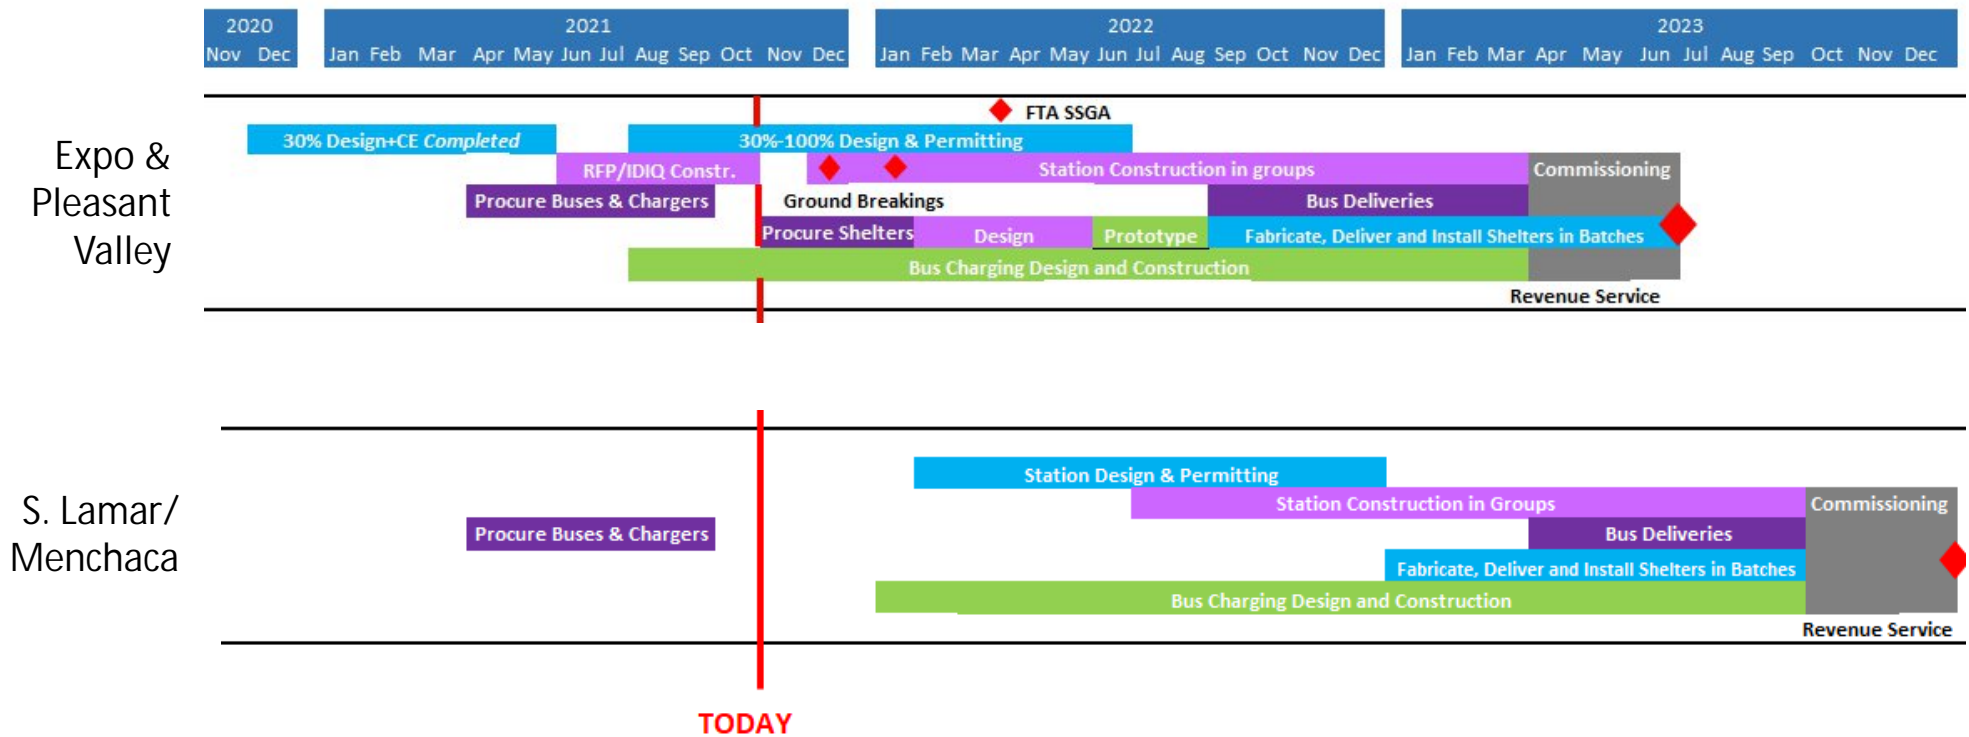 2020
2021
2022
2023
Nov Dec
Jan Feb Mar Apr May Jun Jul Aug Sep Oct Nov Dec
Jan Feb Mar Apr May Jun Jul Aug Sep Oct Nov Dec
Jan Feb Mar Apr May Jun Jul Aug Sep Oct Nov Dec
Expo &
Pleasant
Valley
FTA SSGA
30% Design+CE Completed
30%-100% Design & Permitting
RFP/IDIQ Constr.
Station Construction in groups
Commissioning
Procure Buses & Chargers
Ground Breakings
Bus Deliveries
Procure Shelters
Design
Prototype
Fabricate, Deliver and Install Shelters in Batches
Bus Charging Design and Construction
Revenue Service
S. Lamar/
Menchaca
Station Design & Permitting
Station Construction in Groups
Commissioning
Procure Buses & Chargers
Bus Deliveries
Fabricate, Deliver and Install Shelters in Batches
Bus Charging Design and Construction
Revenue Service
TODAY